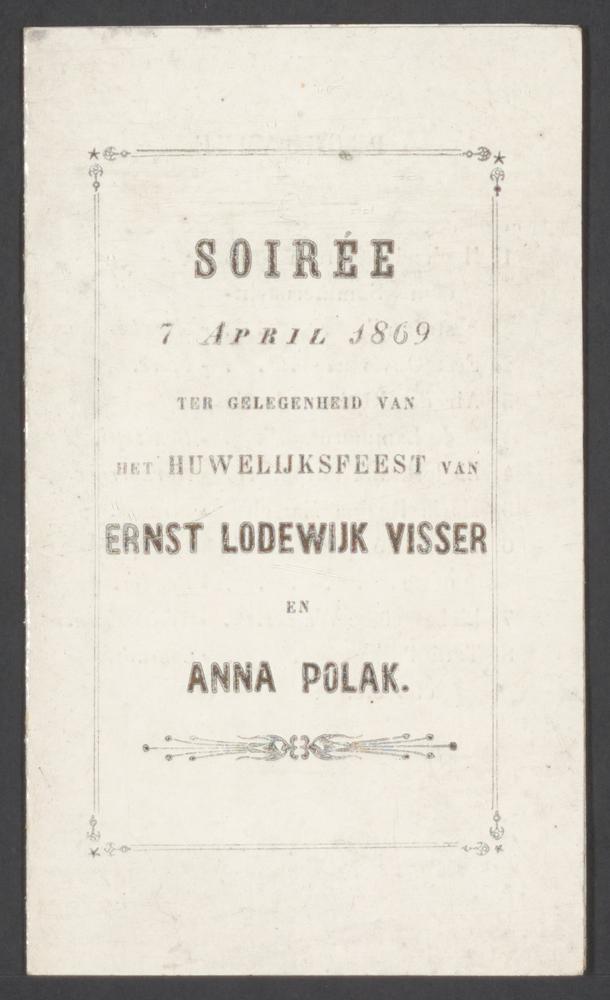 SOIRÉE
7 APRIL 1869
TER GELEGENHEID VAN
HET HUWELIJKSFEEST VAN
ERNST LODEWIJK VISSER
EN
ANNA POLAK.